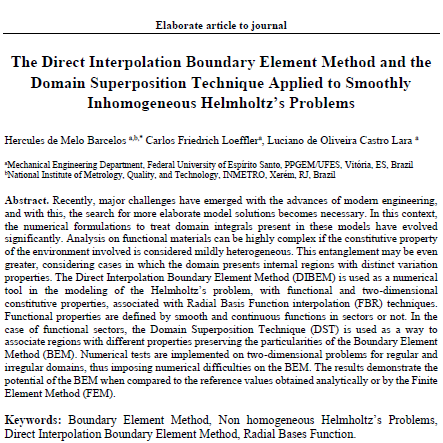 Elaborate article to journal
The Direct Interpolation Boundary Element Method and the
Domain Superposition Technique Applied to Smoothly
Inhomogeneous Helmholtz's Problems
Hercules de Melo Barcelos a,b,* Carlos Friedrich Loefflera, Luciano de Oliveira Castro Lara a
aMechanical Engineering Department, Federal University of Espírito Santo, PPGEM/UFES, Vitória, ES, Brazil
bNational Institute of Metrology, Quality, and Technology, INMETRO, Xerém, RJ, Brazil
Abstract. Recently, major challenges have emerged with the advances of modern engineering,
and with this, the search for more elaborate model solutions becomes necessary. In this context,
the numerical formulations to treat domain integrals present in these models have evolved
significantly. Analysis on functional materials can be highly complex if the constitutive property
of the environment involved is considered mildly heterogeneous. This entanglement may be even
greater, considering cases in which the domain presents internal regions with distinct variation
properties. The Direct Interpolation Boundary Element Method (DIBEM) is used as a numerical
tool in the modeling of the Helmholtz's problem, with functional and two-dimensional
constitutive properties, associated with Radial Basis Function interpolation (FBR) techniques.
Functional properties are defined by smooth and continuous functions in sectors or not. In the
case of functional sectors, the Domain Superposition Technique (DST) is used as a way to
associate regions with different properties preserving the particularities of the Boundary Element
Method (BEM). Numerical tests are implemented on two-dimensional problems for regular and
irregular domains, thus imposing numerical difficulties on the BEM. The results demonstrate the
potential of the BEM when compared to the reference values obtained analytically or by the Finite
Element Method (FEM).
Keywords: Boundary Element Method, Non homogeneous Helmholtz's Problems,
Direct Interpolation Boundary Element Method, Radial Bases Function.